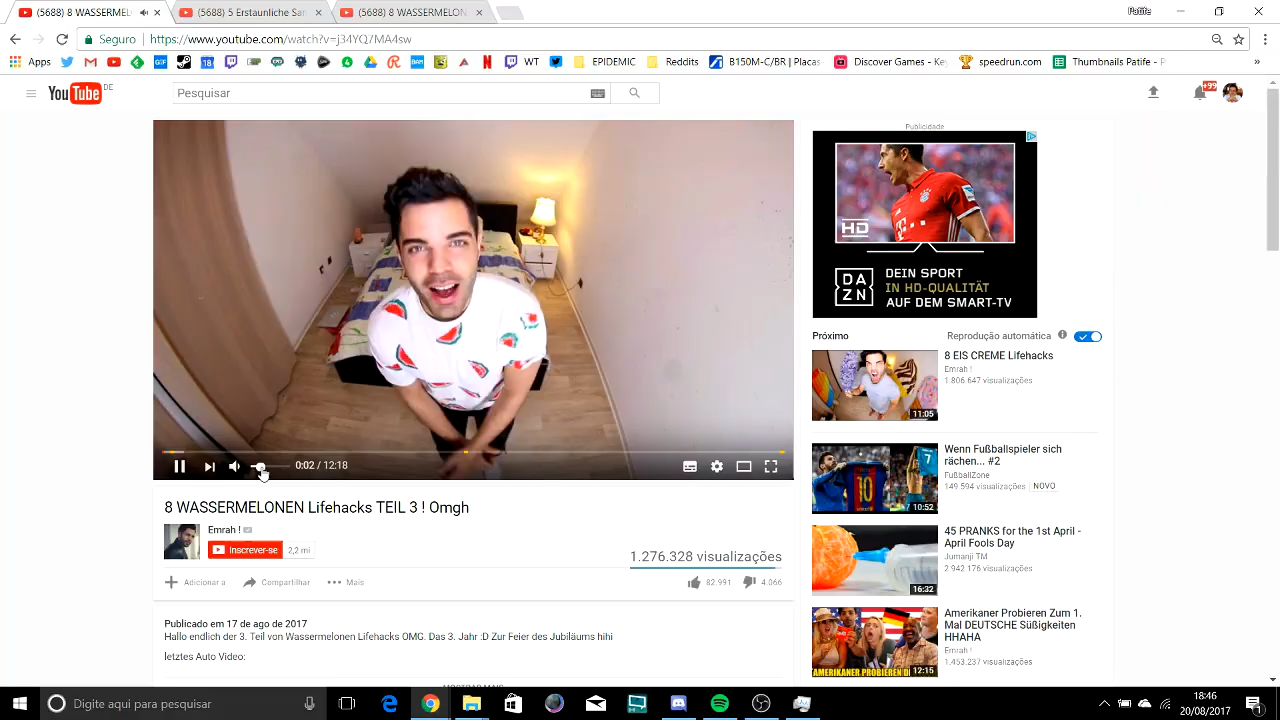 (5688) 8 WASSERMEL
(5688) 5 Erstaunliche Sar
(5688) 8 WASSERMELON
Patife
Seguro
https://www.youtube.com/watch?v=j34YQ7MA4sw
Apps
18
WT
EPIDEMIC
Reddits
B150M-C/BR | Placas
Discover Games - Key
speedrun.com
Thumbnails Patife - P
YouTube DE
Pesquisar
+99
Publicidade
HD
DA
ZN
DEIN SPORT
IN HD-QUALITÄT
AUF DEM SMART-TV
Próximo
Reprodução automática
8 EIS CREME Lifehacks
Emrah !
1.806.647 visualizações
11:05
Wenn Fußballspieler sich
rächen... #2
FußballZone
149.594 visualizações NOVO
10:52
45 PRANKS for the 1st April -
April Fools Day
Jumanji TM
2.942.176 visualizações
16:32
Amerikaner Probieren Zum 1.
Mal DEUTSCHE Süßigkeiten
HHAHA
Emrah !
1.453.237 visualizações
AMERIKANER PROBIEREN D
12:15
0:02 / 12:18
8 WASSERMELONEN Lifehacks TEIL 3 ! Omgh
Emrah !
Inscrever-se 2,2 mi
1.276.328 visualizações
Adicionar a Compartilhar Mais
82.991 4.066
Publicado em 17 de ago de 2017
Hallo endlich der 3. Teil von Wassermelonen Lifehacks OMG. Das 3. Jahr :D Zur Feier des Jubiläums hihi
letztes Auto Video:
MOSTRAR MAIS
Digite aqui para pesquisar
18:46
20/08/2017